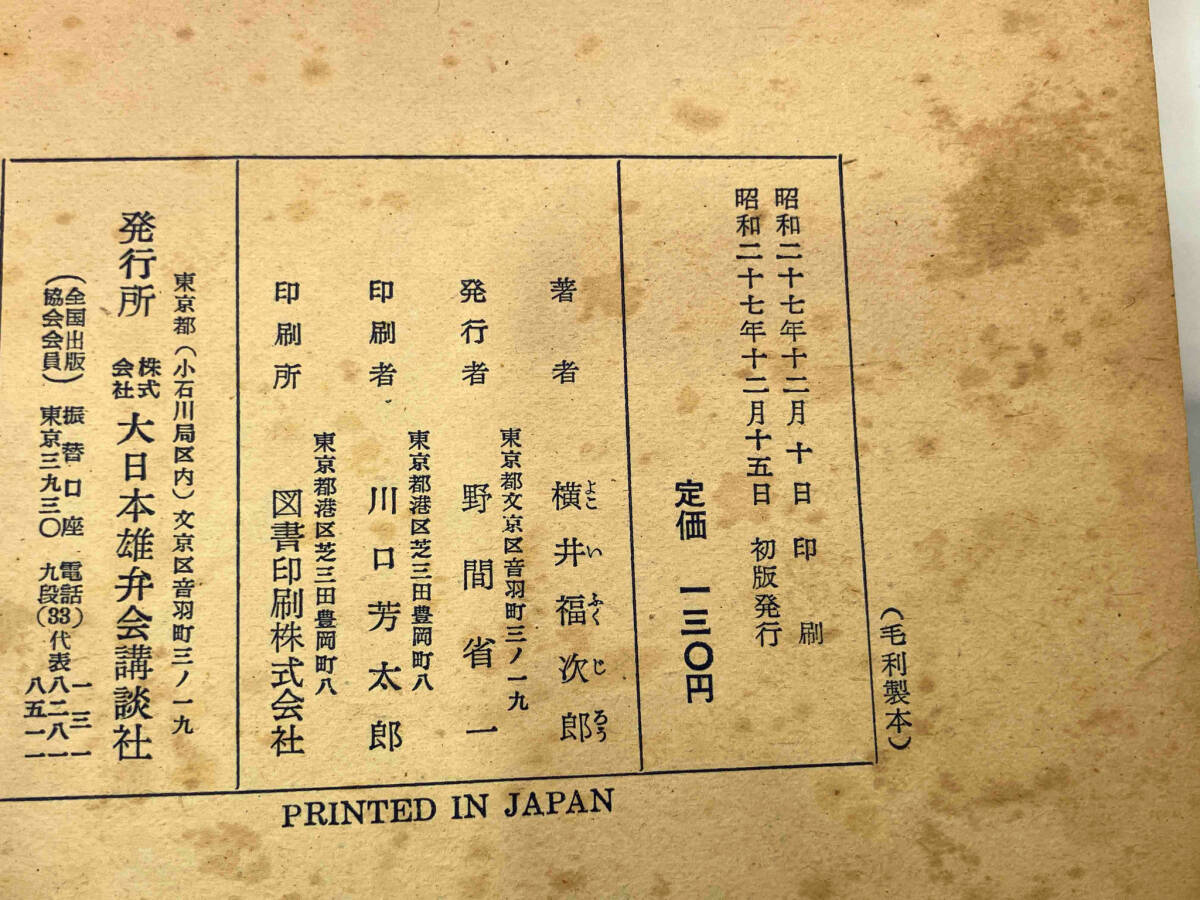 (毛利製本)
昭和二十七年十二月十日 印刷
昭和二十七年十二月十五日 初版発行
定価 一三〇円
著者 横井福次郎
よこ い ふく じ ろう
東京都文京区音羽町三ノ一九
発行者 野間省一
東京都港区芝三田豊岡町八
印刷者 川口芳太郎
東京都港区芝三田豊岡町八
印刷所 図書印刷株式会社
東京都(小石川局区内)文京区音羽町三ノ一九
発行所 株式会社 大日本雄弁会講談社
(全国出版協会会員) 振替口座 東京三九三〇 電話九段(33)代表 一三一 八二八一 八五一一
PRINTED IN JAPAN